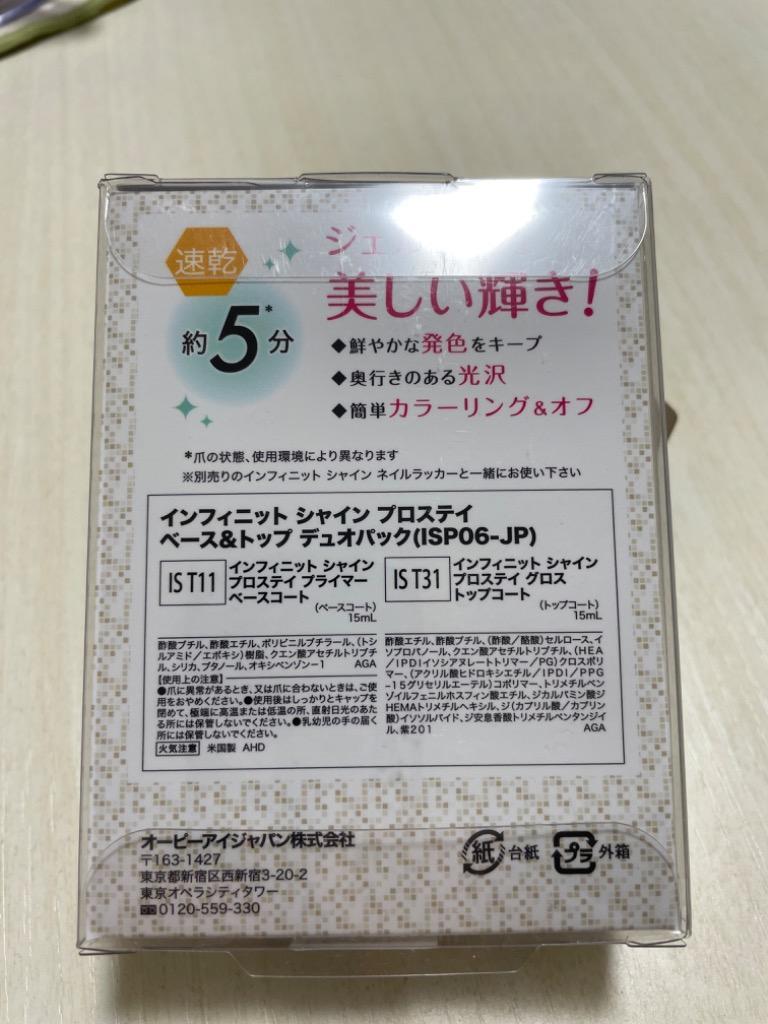 速乾
約5*分
ジェ
美しい輝き!
◆鮮やかな発色をキープ
◆奥行きのある光沢
◆簡単カラーリング&オフ
*爪の状態、使用環境により異なります
※別売りのインフィニット シャイン ネイルラッカーと一緒にお使い下さい
インフィニット シャイン プロステイ
ベース&トップ デュオパック(ISP06-JP)
IS T11
インフィニット シャイン
プロステイ プライマー
ベースコート
(ベースコート)
15mL
IS T31
インフィニット シャイン
プロステイ グロス
トップコート
(トップコート)
15mL
酢酸ブチル、酢酸エチル、ポリビニルブチラール、(トシ
ルアミド/エポキシ)樹脂、クエン酸アセチルトリブチ
ル、シリカ、ブタノール、オキシベンゾン-1 AGA
【使用上の注意】
●爪に異常があるとき、又は爪に合わないときは、ご使
用をおやめください。●使用後はしっかりとキャップを
閉めて、極端に高温または低温の所、直射日光のあた
る所には保管しないでください。●乳幼児の手の届く
所には保管しないでください。
火気注意 米国製 AHD
酢酸エチル、酢酸ブチル、(酢酸/酪酸)セルロース、イ
ソプロパノール、クエン酸アセチルトリブチル、(HEA
/IPDIイソシアヌレートトリマー/PG)クロスポリ
マー、(アクリル酸ヒドロキシエチル/IPDI/PPG
-15グリセリルエーテル)コポリマー、トリメチルベン
ゾイルフェニルホスフィン酸エチル、ジカルバミン酸ジ
HEMAトリメチルヘキシル、ジ(カプリル酸/カプリン
酸)イソソルバイド、ジ安息香酸トリメチルペンタンジイ
ル、紫201 AGA
オーピーアイジャパン株式会社
〒163-1427
東京都新宿区西新宿3-20-2
東京オペラシティタワー
0120-559-330
紙 台紙
プラ 外箱